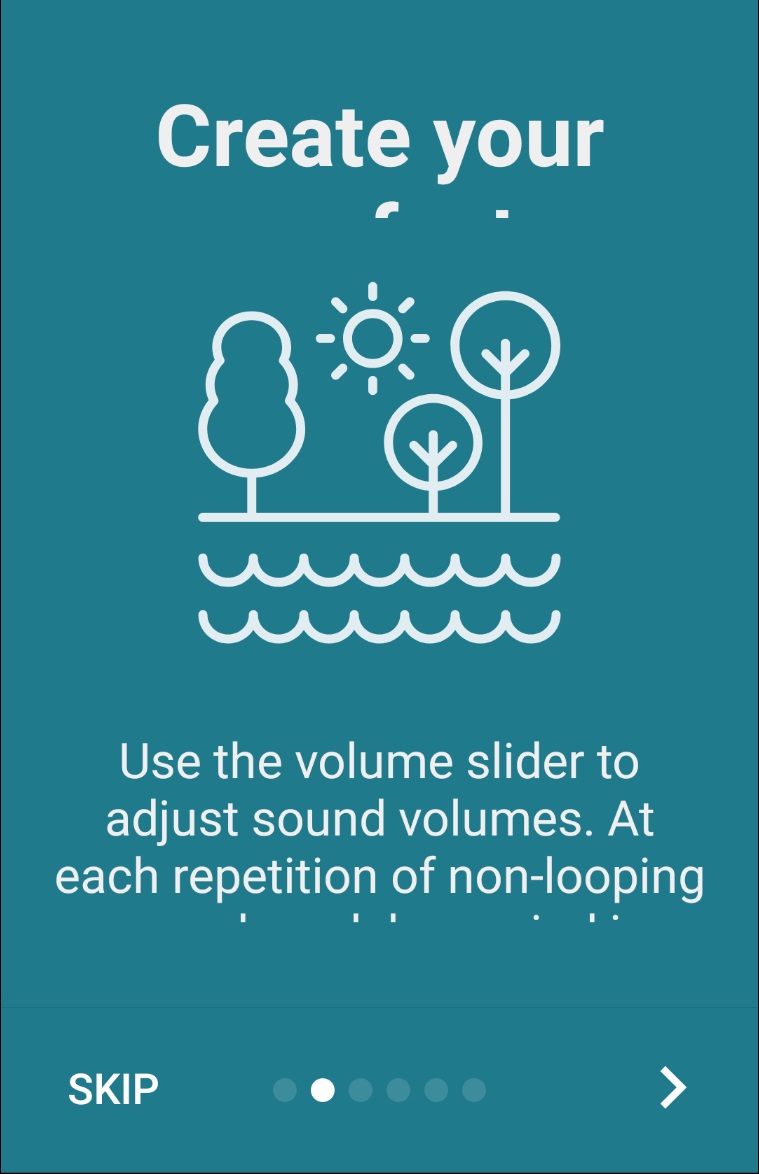 Create your
Use the volume slider to
adjust sound volumes. At
each repetition of non-looping
SKIP